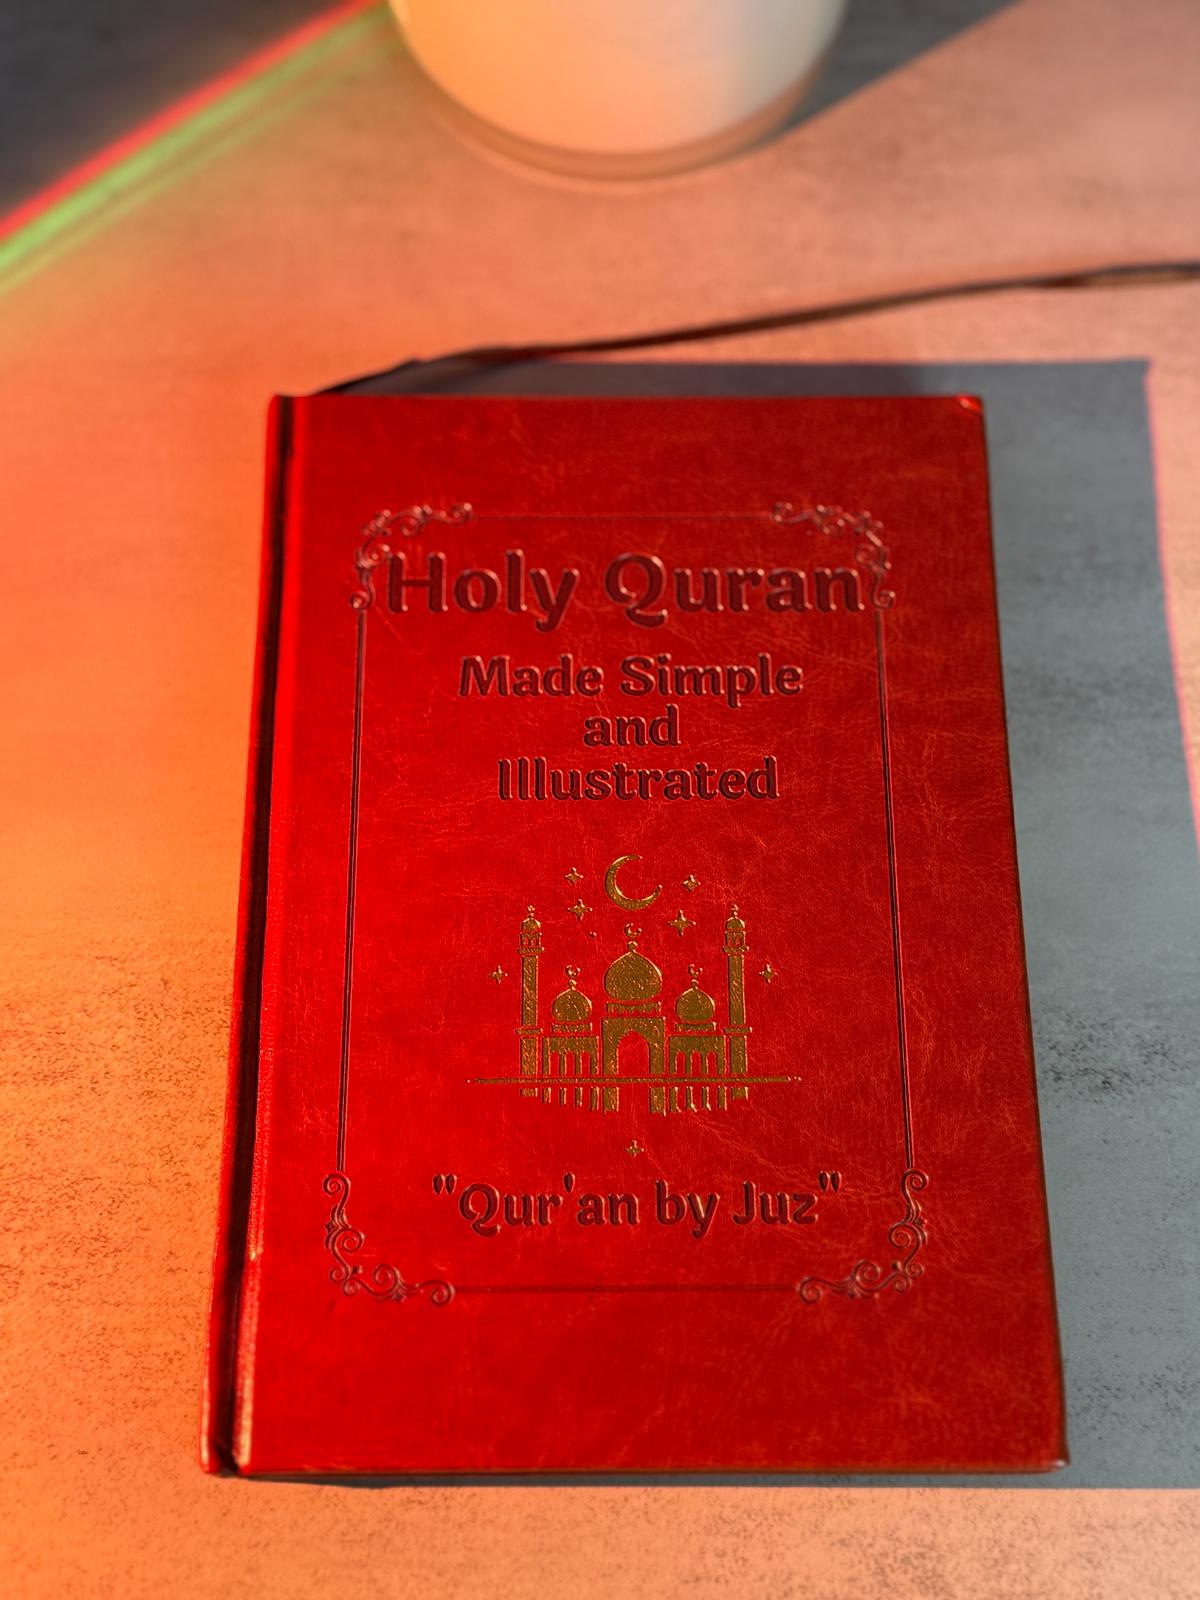 Holy Quran
Made Simple
and
Illustrated
"Qur'an by Juz"